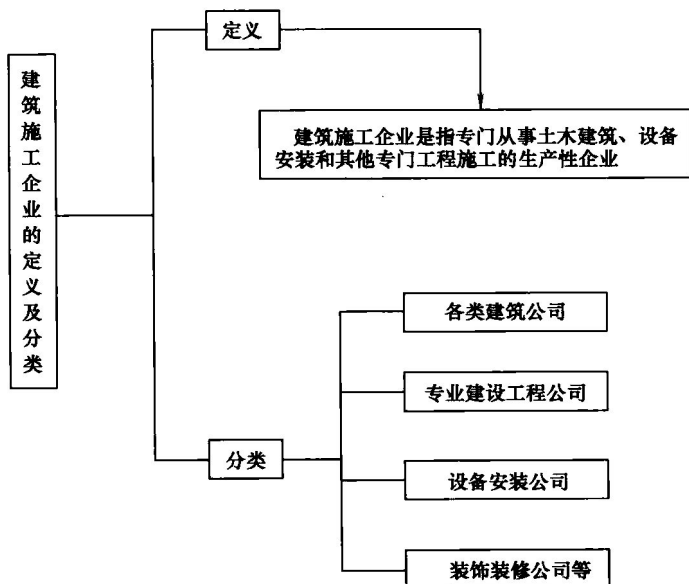 建筑施工企业的定义及分类
定义
建筑施工企业是指专门从事土木建筑、设备
安装和其他专门工程施工的生产性企业
分类
各类建筑公司
专业建设工程公司
设备安装公司
装饰装修公司等